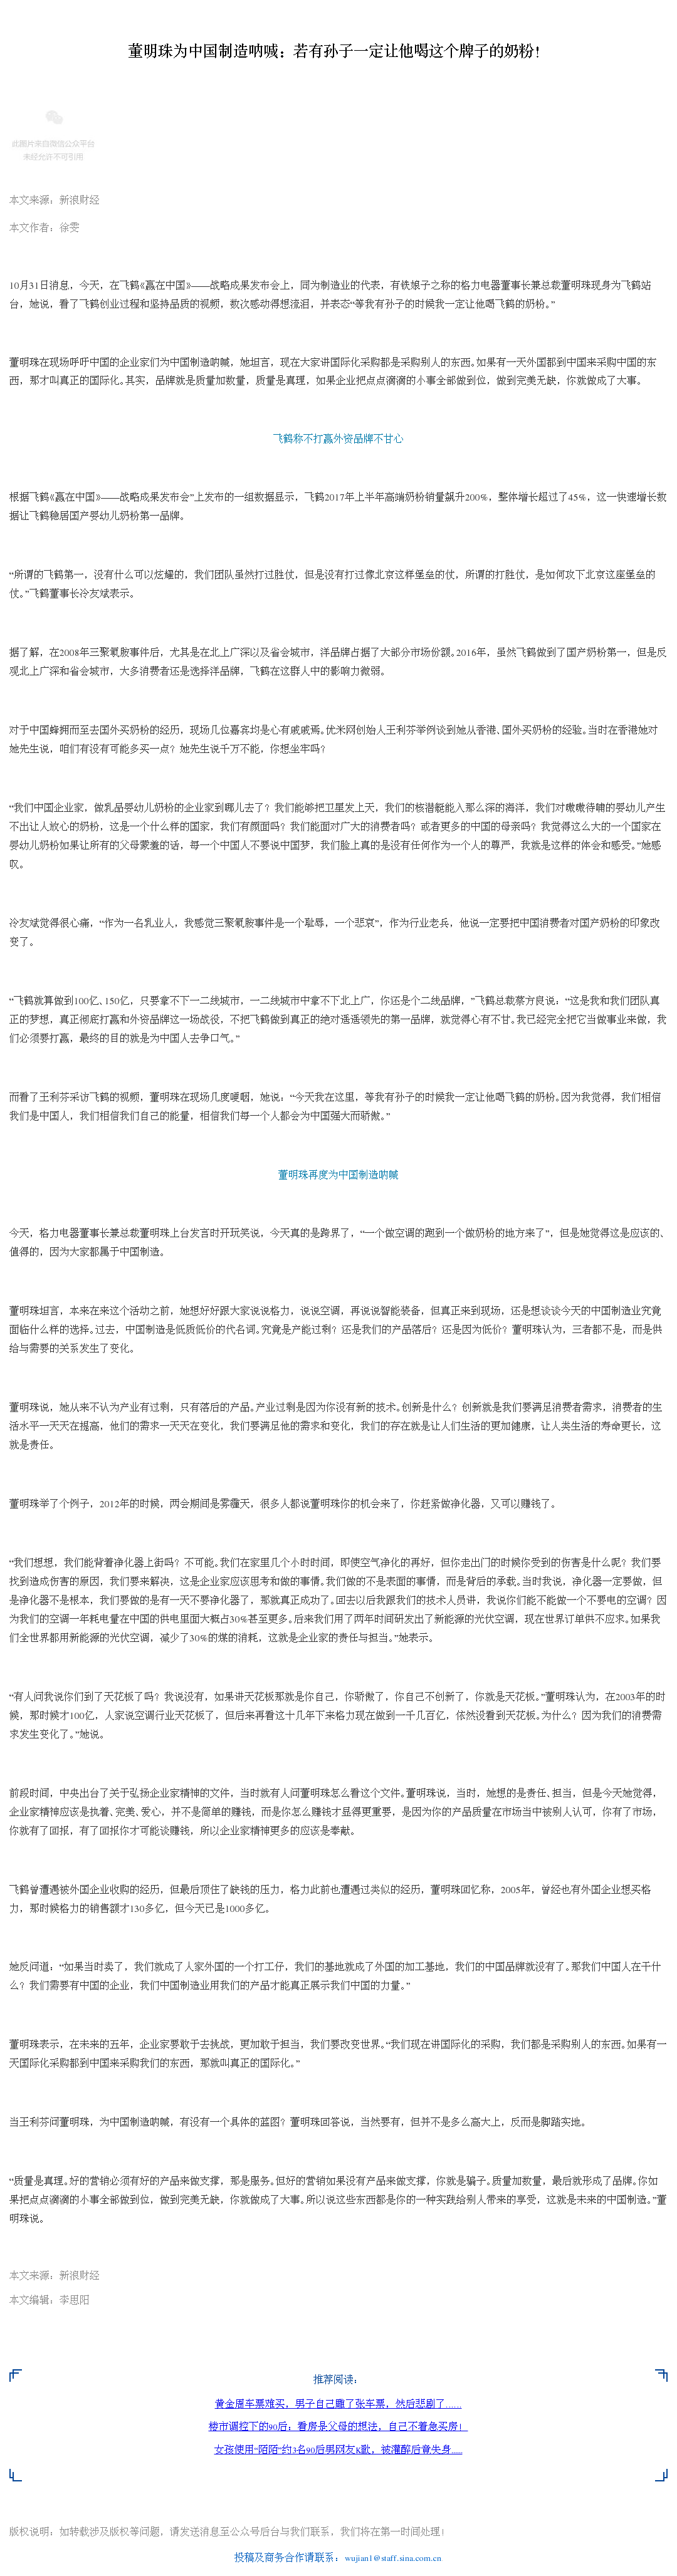 董明珠为中国制造呐喊：若有孙子一定让他喝这个牌子的奶粉！
此图片来自微信公众平台
未经允许不可引用
本文来源：新浪财经
本文作者：徐雯
10月31日消息，今天，在飞鹤《赢在中国》——战略成果发布会上，同为制造业的代表，有铁娘子之称的格力电器董事长兼总裁董明珠现身为飞鹤站
台，她说，看了飞鹤创业过程和坚持品质的视频，数次感动得想流泪，并表态“等我有孙子的时候我一定让他喝飞鹤的奶粉。”
董明珠在现场呼吁中国的企业家们为中国制造呐喊，她坦言，现在大家讲国际化采购都是采购别人的东西。如果有一天外国都到中国来采购中国的东
西，那才叫真正的国际化。其实，品牌就是质量加数量，质量是真理，如果企业把点点滴滴的小事全部做到位，做到完美无缺，你就做成了大事。
飞鹤称不打赢外资品牌不甘心
根据飞鹤《赢在中国》——战略成果发布会”上发布的一组数据显示，飞鹤2017年上半年高端奶粉销量飙升200%，整体增长超过了45%，这一快速增长数
据让飞鹤稳居国产婴幼儿奶粉第一品牌。
“所谓的飞鹤第一，没有什么可以炫耀的，我们团队虽然打过胜仗，但是没有打过像北京这样堡垒的仗，所谓的打胜仗，是如何攻下北京这座堡垒的
仗。”飞鹤董事长冷友斌表示。
据了解，在2008年三聚氰胺事件后，尤其是在北上广深以及省会城市，洋品牌占据了大部分市场份额。2016年，虽然飞鹤做到了国产奶粉第一，但是反
观北上广深和省会城市，大多消费者还是选择洋品牌，飞鹤在这群人中的影响力微弱。
对于中国蜂拥而至去国外买奶粉的经历，现场几位嘉宾均是心有戚戚焉。优米网创始人王利芬举例谈到她从香港、国外买奶粉的经验。当时在香港她对
她先生说，咱们有没有可能多买一点？她先生说千万不能，你想坐牢吗？
“我们中国企业家，做乳品婴幼儿奶粉的企业家到哪儿去了？我们能够把卫星发上天，我们的核潜艇能入那么深的海洋，我们对嗷嗷待哺的婴幼儿产生
不出让人放心的奶粉，这是一个什么样的国家，我们有颜面吗？我们能面对广大的消费者吗？或者更多的中国的母亲吗？我觉得这么大的一个国家在
婴幼儿奶粉如果让所有的父母蒙羞的话，每一个中国人不要说中国梦，我们脸上真的是没有任何作为一个人的尊严，我就是这样的体会和感受。”她感
叹。
冷友斌觉得很心痛，“作为一名乳业人，我感觉三聚氰胺事件是一个耻辱，一个悲哀”，作为行业老兵，他说一定要把中国消费者对国产奶粉的印象改
变了。
“飞鹤就算做到100亿、150亿，只要拿不下一二线城市，一二线城市中拿不下北上广，你还是个二线品牌，”飞鹤总裁蔡方良说：“这是我和我们团队真
正的梦想，真正彻底打赢和外资品牌这一场战役，不把飞鹤做到真正的绝对遥遥领先的第一品牌，就觉得心有不甘。我已经完全把它当做事业来做，我
们必须要打赢，最终的目的就是为中国人去争口气。”
而看了王利芬采访飞鹤的视频，董明珠在现场几度哽咽，她说：“今天我在这里，等我有孙子的时候我一定让他喝飞鹤的奶粉。因为我觉得，我们相信
我们是中国人，我们相信我们自己的能量，相信我们每一个人都会为中国强大而骄傲。”
董明珠再度为中国制造呐喊
今天，格力电器董事长兼总裁董明珠上台发言时开玩笑说，今天真的是跨界了，“一个做空调的跑到一个做奶粉的地方来了”，但是她觉得这是应该的、
值得的，因为大家都属于中国制造。
董明珠坦言，本来在来这个活动之前，她想好好跟大家说说格力，说说空调，再说说智能装备，但真正来到现场，还是想谈谈今天的中国制造业究竟
面临什么样的选择。过去，中国制造是低质低价的代名词。究竟是产能过剩？还是我们的产品落后？还是因为低价？董明珠认为，三者都不是，而是供
给与需要的关系发生了变化。
董明珠说，她从来不认为产业有过剩，只有落后的产品。产业过剩是因为你没有新的技术。创新是什么？创新就是我们要满足消费者需求，消费者的生
活水平一天天在提高，他们的需求一天天在变化，我们要满足他的需求和变化，我们的存在就是让人们生活的更加健康，让人类生活的寿命更长，这
就是责任。
董明珠举了个例子，2012年的时候，两会期间是雾霾天，很多人都说董明珠你的机会来了，你赶紧做净化器，又可以赚钱了。
“我们想想，我们能背着净化器上街吗？不可能。我们在家里几个小时时间，即使空气净化的再好，但你走出门的时候你受到的伤害是什么呢？我们要
找到造成伤害的原因，我们要来解决，这是企业家应该思考和做的事情。我们做的不是表面的事情，而是背后的承载。当时我说，净化器一定要做，但
是净化器不是根本，我们要做的是有一天不要净化器了，那就真正成功了。回去以后我跟我们的技术人员讲，我说你们能不能做一个不要电的空调？因
为我们的空调一年耗电量在中国的供电里面大概占30%甚至更多。后来我们用了两年时间研发出了新能源的光伏空调，现在世界订单供不应求。如果我
们全世界都用新能源的光伏空调，减少了30%的煤的消耗，这就是企业家的责任与担当。”她表示。
“有人问我说你们到了天花板了吗？我说没有，如果讲天花板那就是你自己，你骄傲了，你自己不创新了，你就是天花板。”董明珠认为，在2003年的时
候，那时候才100亿，人家说空调行业天花板了，但后来再看这十几年下来格力现在做到一千几百亿，依然没看到天花板。为什么？因为我们的消费需
求发生变化了。”她说。
前段时间，中央出台了关于弘扬企业家精神的文件，当时就有人问董明珠怎么看这个文件。董明珠说，当时，她想的是责任、担当，但是今天她觉得，
企业家精神应该是执着、完美、爱心，并不是简单的赚钱，而是你怎么赚钱才显得更重要，是因为你的产品质量在市场当中被别人认可，你有了市场，
你就有了回报，有了回报你才可能谈赚钱，所以企业家精神更多的应该是奉献。
飞鹤曾遭遇被外国企业收购的经历，但最后顶住了缺钱的压力，格力此前也遭遇过类似的经历，董明珠回忆称，2005年，曾经也有外国企业想买格
力，那时候格力的销售额才130多亿，但今天已是1000多亿。
她反问道：“如果当时卖了，我们就成了人家外国的一个打工仔，我们的基地就成了外国的加工基地，我们的中国品牌就没有了。那我们中国人在干什
么？我们需要有中国的企业，我们中国制造业用我们的产品才能真正展示我们中国的力量。”
董明珠表示，在未来的五年，企业家要敢于去挑战，更加敢于担当，我们要改变世界。“我们现在讲国际化的采购，我们都是采购别人的东西。如果有一
天国际化采购都到中国来采购我们的东西，那就叫真正的国际化。”
当王利芬问董明珠，为中国制造呐喊，有没有一个具体的蓝图？董明珠回答说，当然要有，但并不是多么高大上，反而是脚踏实地。
“质量是真理。好的营销必须有好的产品来做支撑，那是服务。但好的营销如果没有产品来做支撑，你就是骗子。质量加数量，最后就形成了品牌。你如
果把点点滴滴的小事全部做到位，做到完美无缺，你就做成了大事。所以说这些东西都是你的一种实践给别人带来的享受，这就是未来的中国制造。”董
明珠说。
本文来源：新浪财经
本文编辑：李思阳
推荐阅读：
黄金周车票难买，男子自己雕了张车票，然后悲剧了……
楼市调控下的90后：看房是父母的想法，自己不着急买房！
女孩使用“陌陌”约3名90后男网友K歌，被灌醉后竟失身......
版权说明：如转载涉及版权等问题，请发送消息至公众号后台与我们联系，我们将在第一时间处理！
投稿及商务合作请联系：wujian1@staff.sina.com.cn